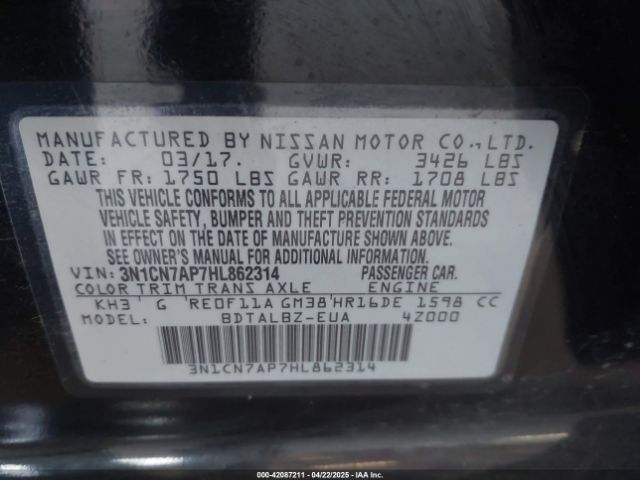 MANUFACTURED BY NISSAN MOTOR CO.,LTD.
DATE: 03/17. GVWR: 3426 LBS
GAWR FR: 1750 LBS GAWR RR: 1708 LBS
THIS VEHICLE CONFORMS TO ALL APPLICABLE FEDERAL MOTOR
VEHICLE SAFETY, BUMPER AND THEFT PREVENTION STANDARDS
IN EFFECT ON THE DATE OF MANUFACTURE SHOWN ABOVE.
SEE OWNER'S MANUAL FOR ADDITIONAL INFORMATION.
VIN: 3N1CN7AP7HL862314 PASSENGER CAR.
COLOR TRIM TRANS AXLE ENGINE
KH3 G RE0F11A GM38 HR16DE 1598 CC
MODEL: BDTALBZ-EUA 4Z000
3N1CN7AP7HL862314
000-42087211 - 04/22/2025 - IAA Inc.